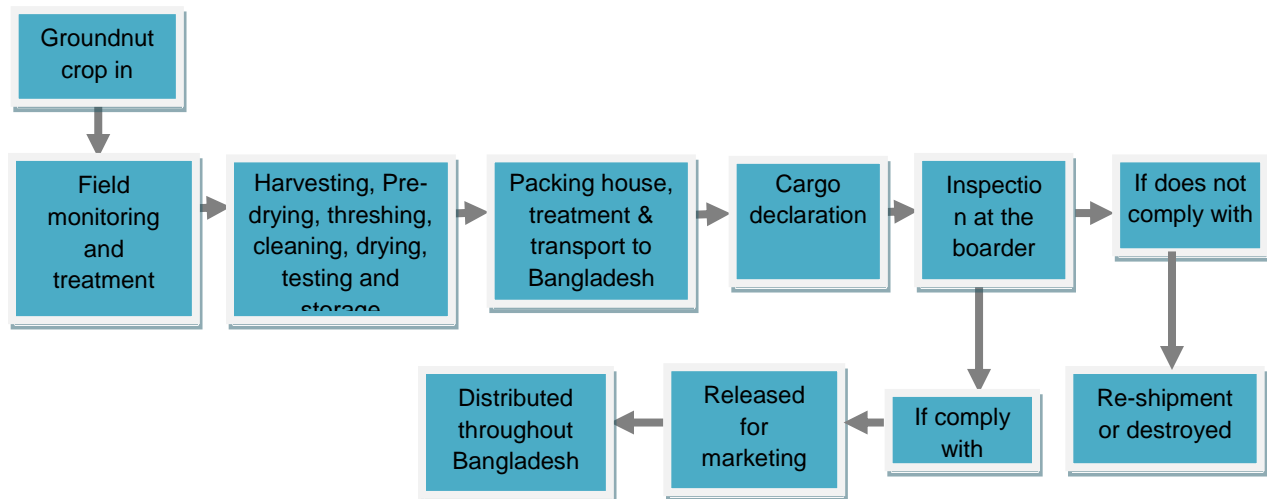 Groundnut
crop in
Field
monitoring
and
treatment
Harvesting, Pre-
drying, threshing,
cleaning, drying,
testing and
storage
Packing house,
treatment &
transport to
Bangladesh
Cargo
declaration
Inspectio
n at the
boarder
If does not
comply with
Distributed
throughout
Bangladesh
Released
for
marketing
If comply
with
Re-shipment
or destroyed